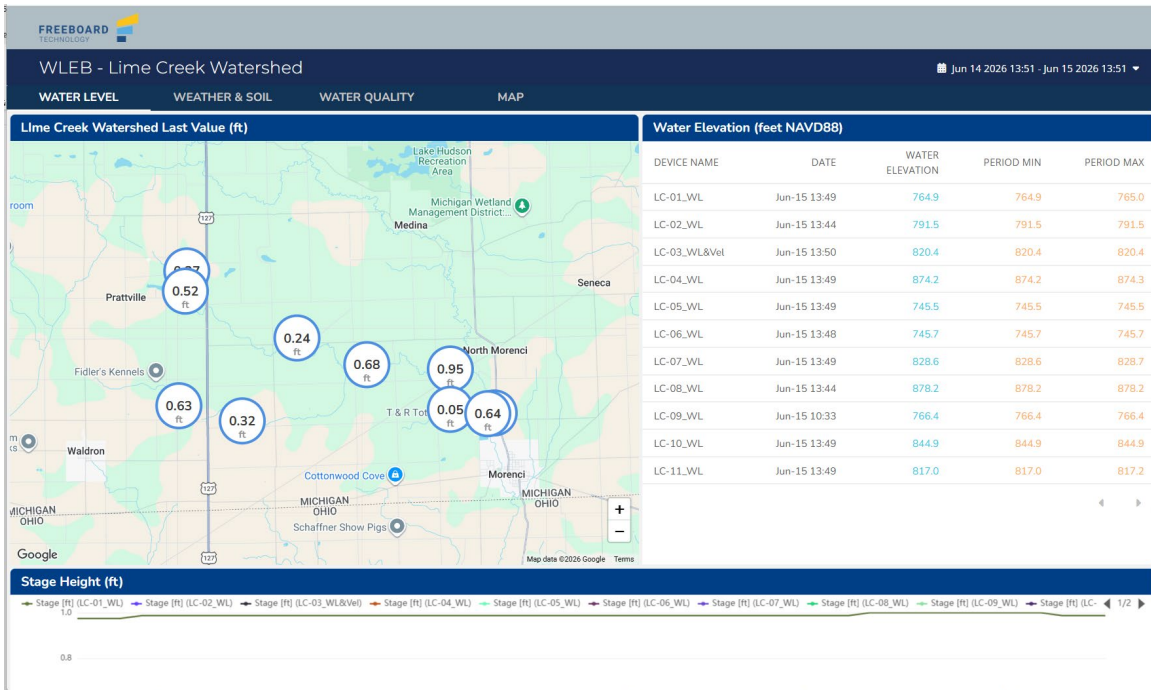 FREEBOARD
TECHNOLOGY
WLEB - Lime Creek Watershed
Jun 14 2026 13:51 - Jun 15 2026 13:51
WATER LEVEL WEATHER & SOIL WATER QUALITY MAP
LIme Creek Watershed Last Value (ft)
Lake Hudson
Recreation
Area
Michigan Wetland
Management District:...
room
127
Medina
Seneca
Prattville
0.52
ft
0.24
ft
North Morenci
0.68
ft
0.95
ft
Fidler's Kennels
0.63
ft
0.32
ft
T & R Tot
0.05
ft
0.64
ft
Waldron
Cottonwood Cove
Morenci
127
MICHIGAN
OHIO
MICHIGAN
OHIO
MICHIGAN
OHIO
Schaffner Show Pigs
+
−
Google
127
Map data ©2026 Google Terms
Water Elevation (feet NAVD88)
DEVICE NAME DATE WATER ELEVATION PERIOD MIN PERIOD MAX
LC-01_WL Jun-15 13:49 764.9 764.9 765.0
LC-02_WL Jun-15 13:44 791.5 791.5 791.5
LC-03_WL&Vel Jun-15 13:50 820.4 820.4 820.4
LC-04_WL Jun-15 13:49 874.2 874.2 874.3
LC-05_WL Jun-15 13:49 745.5 745.5 745.5
LC-06_WL Jun-15 13:48 745.7 745.7 745.7
LC-07_WL Jun-15 13:49 828.6 828.6 828.7
LC-08_WL Jun-15 13:44 878.2 878.2 878.2
LC-09_WL Jun-15 10:33 766.4 766.4 766.4
LC-10_WL Jun-15 13:49 844.9 844.9 844.9
LC-11_WL Jun-15 13:49 817.0 817.0 817.2
Stage Height (ft)
Stage [ft] (LC-01_WL) Stage [ft] (LC-02_WL) Stage [ft] (LC-03_WL&Vel) Stage [ft] (LC-04_WL) Stage [ft] (LC-05_WL) Stage [ft] (LC-06_WL) Stage [ft] (LC-07_WL) Stage [ft] (LC-08_WL) Stage [ft] (LC-09_WL) Stage [ft] (LC- 1/2
1.0
0.8